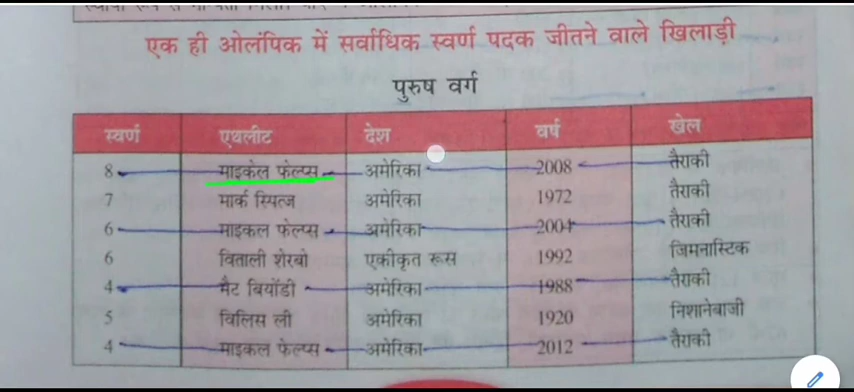 एक ही ओलंपिक में सर्वाधिक स्वर्ण पदक जीतने वाले खिलाड़ी
पुरुष वर्ग
स्वर्ण एथलीट देश वर्ष खेल
8 माइकेल फेल्प्स अमेरिका 2008 तैराकी
7 मार्क स्पित्ज अमेरिका 1972 तैराकी
6 माइकल फेल्प्स अमेरिका 2004 तैराकी
6 विताली शेरबो एकीकृत रूस 1992 जिमनास्टिक
4 मैट बियोंडी अमेरिका 1988 तैराकी
5 विलिस ली अमेरिका 1920 निशानेबाजी
4 माइकल फेल्प्स अमेरिका 2012 तैराकी